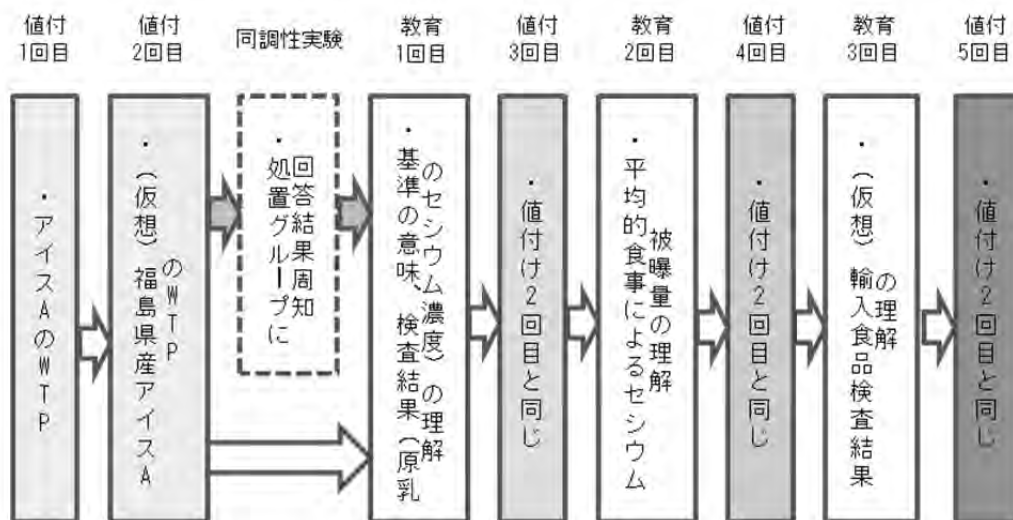 値付
1回目
値付
2回目
同調性実験
教育
1回目
値付
3回目
教育
2回目
値付
4回目
教育
3回目
値付
5回目
・アイスAのWTP
・(仮想)福島県産アイスA
のWTP
・処置グループに
回答結果周知
・基準の意味、検査結果(原乳
のセシウム濃度)の理解
・値付け2回目と同じ
・平均的食事によるセシウム
被曝量の理解
・値付け2回目と同じ
・(仮想)輸入食品検査結果
の理解
・値付け2回目と同じ